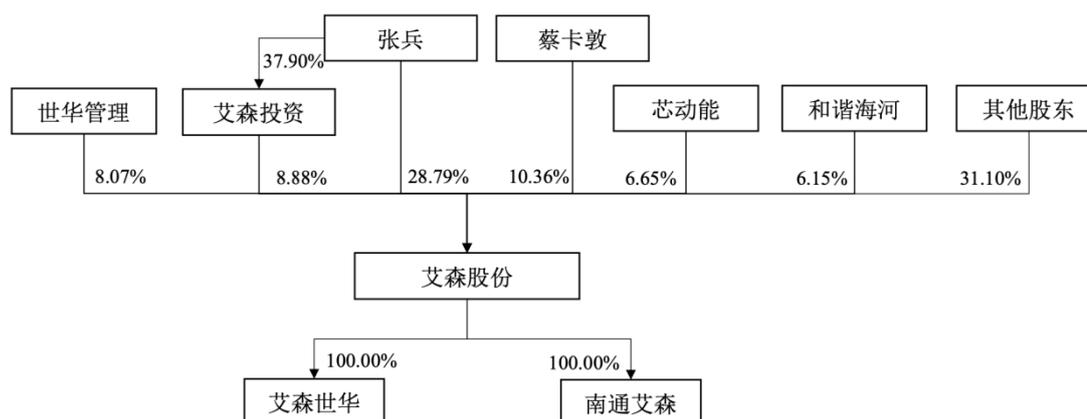 张兵
蔡卡敦
37.90%
世华管理
艾森投资
芯动能
和谐海河
其他股东
8.07%
8.88%
28.79%
10.36%
6.65%
6.15%
31.10%
艾森股份
100.00%
100.00%
艾森世华
南通艾森